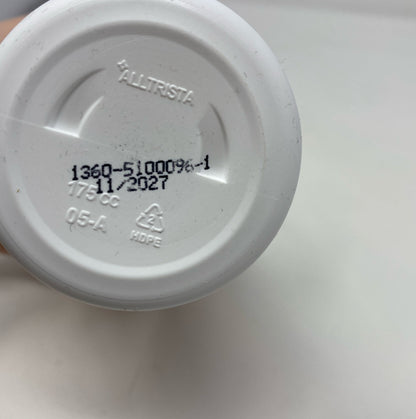 ALLTRISTA
1360-5100096-1
11/2027
175CC
05-A
2
HDPE